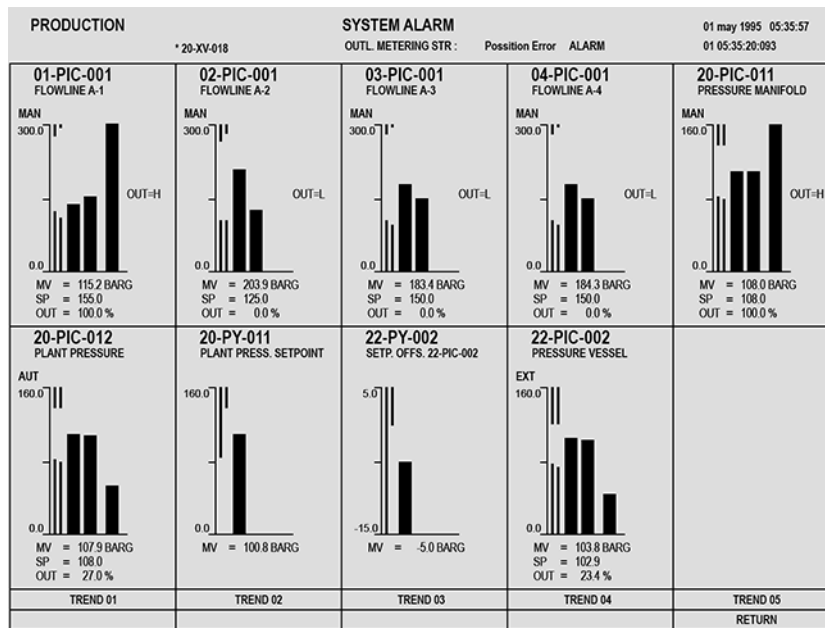 PRODUCTION SYSTEM ALARM 01 may 1995 05:35:57
* 20-XV-018 OUTL. METERING STR : Possition Error ALARM 01 05:35:20:093
01-PIC-001
FLOWLINE A-1
MAN
300.0
OUT=H
0.0
MV = 115.2 BARG
SP = 155.0
OUT = 100.0 %
02-PIC-001
FLOWLINE A-2
300.0
OUT=L
0.0
MV = 203.9 BARG
SP = 125.0
OUT = 0.0 %
03-PIC-001
FLOWLINE A-3
MAN
300.0
OUT=L
0.0
MV = 183.4 BARG
SP = 150.0
OUT = 0.0 %
04-PIC-001
FLOWLINE A-4
MAN
300.0
OUT=L
0.0
MV = 184.3 BARG
SP = 150.0
OUT = 0.0 %
20-PIC-011
PRESSURE MANIFOLD
MAN
160.0
OUT=H
0.0
MV = 108.0 BARG
SP = 108.0
OUT = 100.0 %
20-PIC-012
PLANT PRESSURE
AUT
160.0
0.0
MV = 107.9 BARG
SP = 108.0
OUT = 27.0 %
20-PY-011
PLANT PRESS. SETPOINT
160.0
0.0
MV = 100.8 BARG
22-PY-002
SETP. OFFS. 22-PIC-002
5.0
-15.0
MV = -5.0 BARG
22-PIC-002
PRESSURE VESSEL
EXT
160.0
0.0
MV = 103.8 BARG
SP = 102.9
OUT = 23.4 %
TREND 01 TREND 02 TREND 03 TREND 04 TREND 05
RETURN